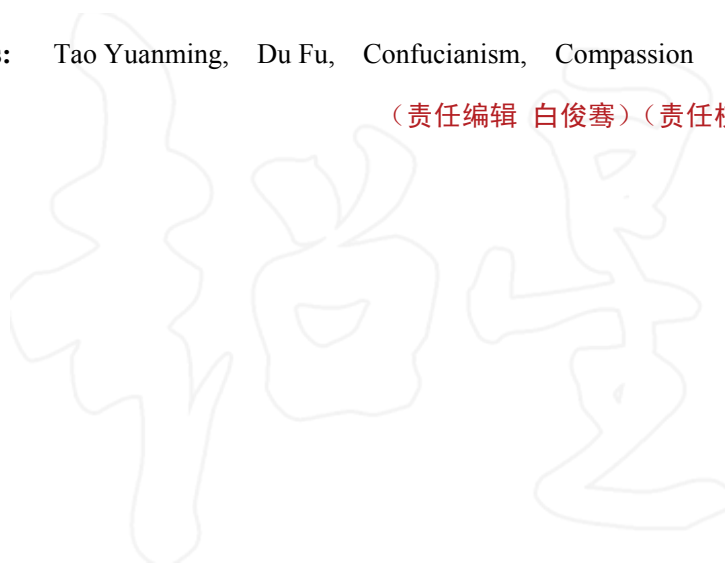 s: Tao Yuanming, Du Fu, Confucianism, Compassion
（责任编辑 白俊骞）（责任